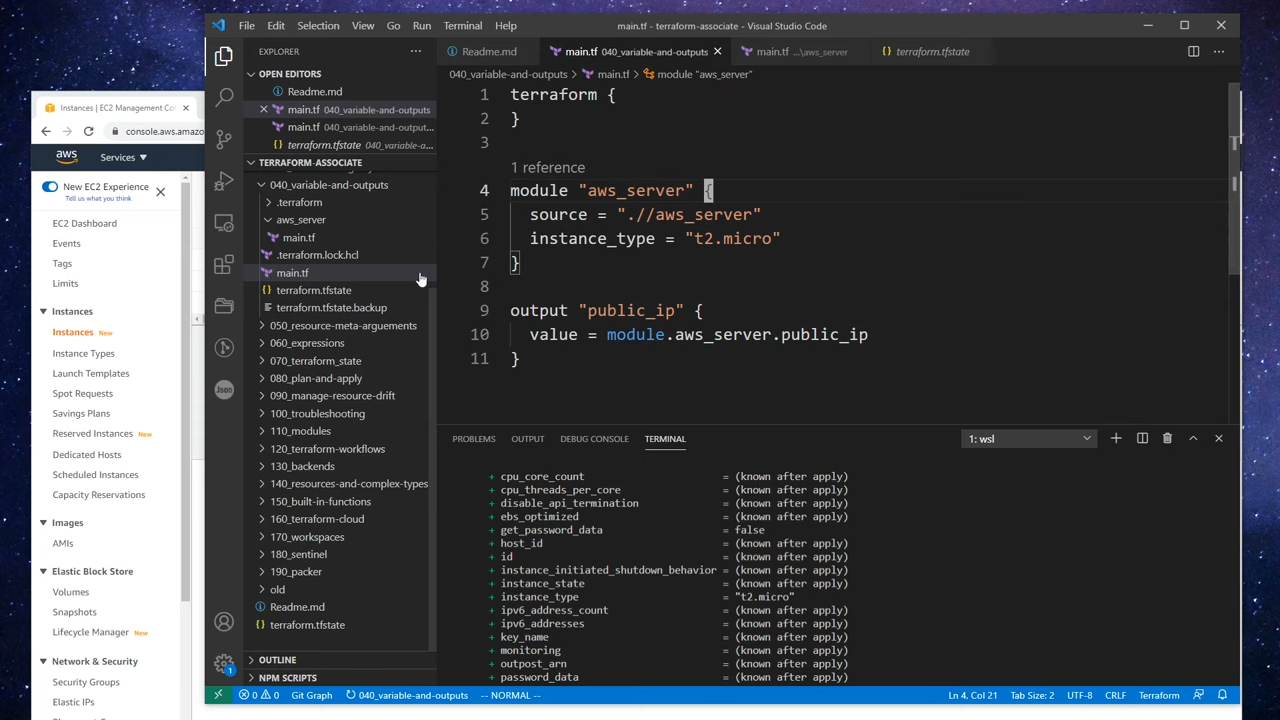 File Edit Selection View Go Run Terminal Help
main.tf - terraform-associate - Visual Studio Code
EXPLORER
OPEN EDITORS
Readme.md
main.tf 040_variable-and-outputs
main.tf 040_variable-and-output...
terraform.tfstate 040_variable-a...
TERRAFORM-ASSOCIATE
040_variable-and-outputs
.terraform
aws_server
main.tf
.terraform.lock.hcl
main.tf
terraform.tfstate
terraform.tfstate.backup
050_resource-meta-arguements
060_expressions
070_terraform_state
080_plan-and-apply
090_manage-resource-drift
100_troubleshooting
110_modules
120_terraform-workflows
130_backends
140_resources-and-complex-types
150_built-in-functions
160_terraform-cloud
170_workspaces
180_sentinel
190_packer
old
Readme.md
terraform.tfstate
OUTLINE
NPM SCRIPTS
Readme.md
main.tf 040_variable-and-outputs
main.tf ...\aws_server
terraform.tfstate
040_variable-and-outputs > main.tf > module "aws_server"
1 terraform {
2 }
3
1 reference
4 module "aws_server" {
5 source = ".//aws_server"
6 instance_type = "t2.micro"
7 }
8
9 output "public_ip" {
10 value = module.aws_server.public_ip
11 }
PROBLEMS OUTPUT DEBUG CONSOLE TERMINAL
1: wsl
+ cpu_core_count = (known after apply)
+ cpu_threads_per_core = (known after apply)
+ disable_api_termination = (known after apply)
+ ebs_optimized = (known after apply)
+ get_password_data = false
+ host_id = (known after apply)
+ id = (known after apply)
+ instance_initiated_shutdown_behavior = (known after apply)
+ instance_state = (known after apply)
+ instance_type = "t2.micro"
+ ipv6_address_count = (known after apply)
+ ipv6_addresses = (known after apply)
+ key_name = (known after apply)
+ monitoring = (known after apply)
+ outpost_arn = (known after apply)
+ password_data = (known after apply)
1
0 0 Git Graph 040_variable-and-outputs -- NORMAL --
Ln 4, Col 21 Tab Size: 2 UTF-8 CRLF Terraform
Instances | EC2 Management Co
console.aws.amazo
aws Services
New EC2 Experience
Tell us what you think
EC2 Dashboard
Events
Tags
Limits
Instances
Instances New
Instance Types
Launch Templates
Spot Requests
Savings Plans
Reserved Instances New
Dedicated Hosts
Scheduled Instances
Capacity Reservations
Images
AMIs
Elastic Block Store
Volumes
Snapshots
Lifecycle Manager New
Network & Security
Security Groups
Elastic IPs